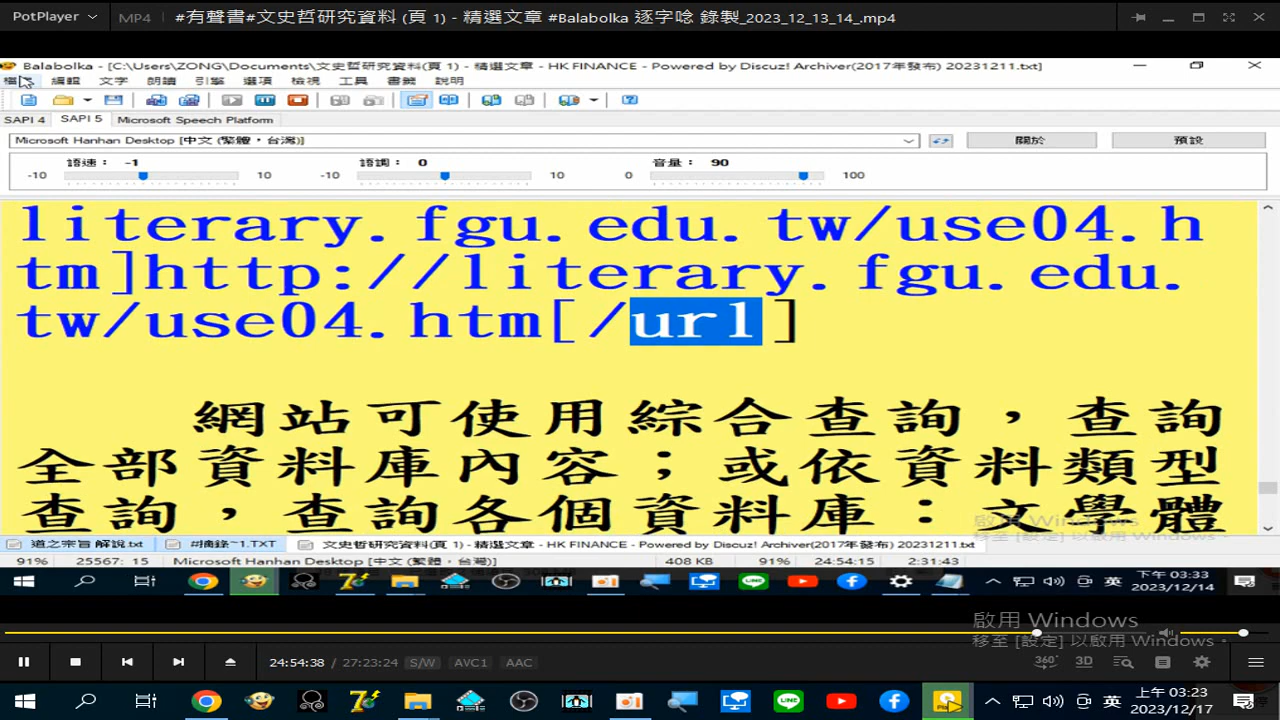 PotPlayer MP4 #有聲書#文史哲研究資料 (頁 1) - 精選文章 #Balabolka 逐字唸 錄製_2023_12_13_14_.mp4
Balabolka - [C:\Users\ZONG\Documents\文史哲研究資料(頁 1) - 精選文章 - HK FINANCE - Powered by Discuz! Archiver(2017年發布) 20231211.txt]
檔案 編輯 文字 朗讀 引擎 選項 檢視 工具 書籤 說明
SAPI 4 SAPI 5 Microsoft Speech Platform
Microsoft Hanhan Desktop [中文 (繁體，台灣)] 關於 預設
語速： -1 語調： 0 音量： 90
-10 10 -10 10 0 100
literary.fgu.edu.tw/use04.h
tm]http://literary.fgu.edu.
tw/use04.htm[/url]
網站可使用綜合查詢，查詢
全部資料庫內容；或依資料類型
查詢，查詢各個資料庫：文學體
啟用 Windows
移至 [設定] 以啟用 Windows。
道之宗旨 解說.txt #摘錄~1.TXT 文史哲研究資料(頁 1) - 精選文章 - HK FINANCE - Powered by Discuz! Archiver(2017年發布) 20231211.txt
91% 25567: 15 Microsoft Hanhan Desktop [中文 (繁體，台灣)] 408 KB 91% 24:54:15 2:31:43
英 下午 03:33
2023/12/14
啟用 Windows
移至 [設定] 以啟用 Windows。
24:54:38 / 27:23:24 S/W AVC1 AAC 360° 3D
英 上午 03:23
2023/12/17